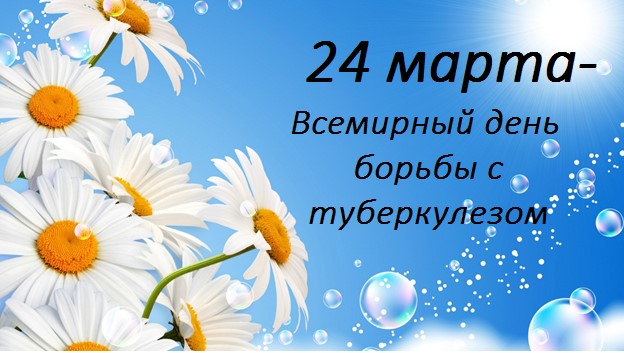 24 марта-
Всемирный день
борьбы с
туберкулезом